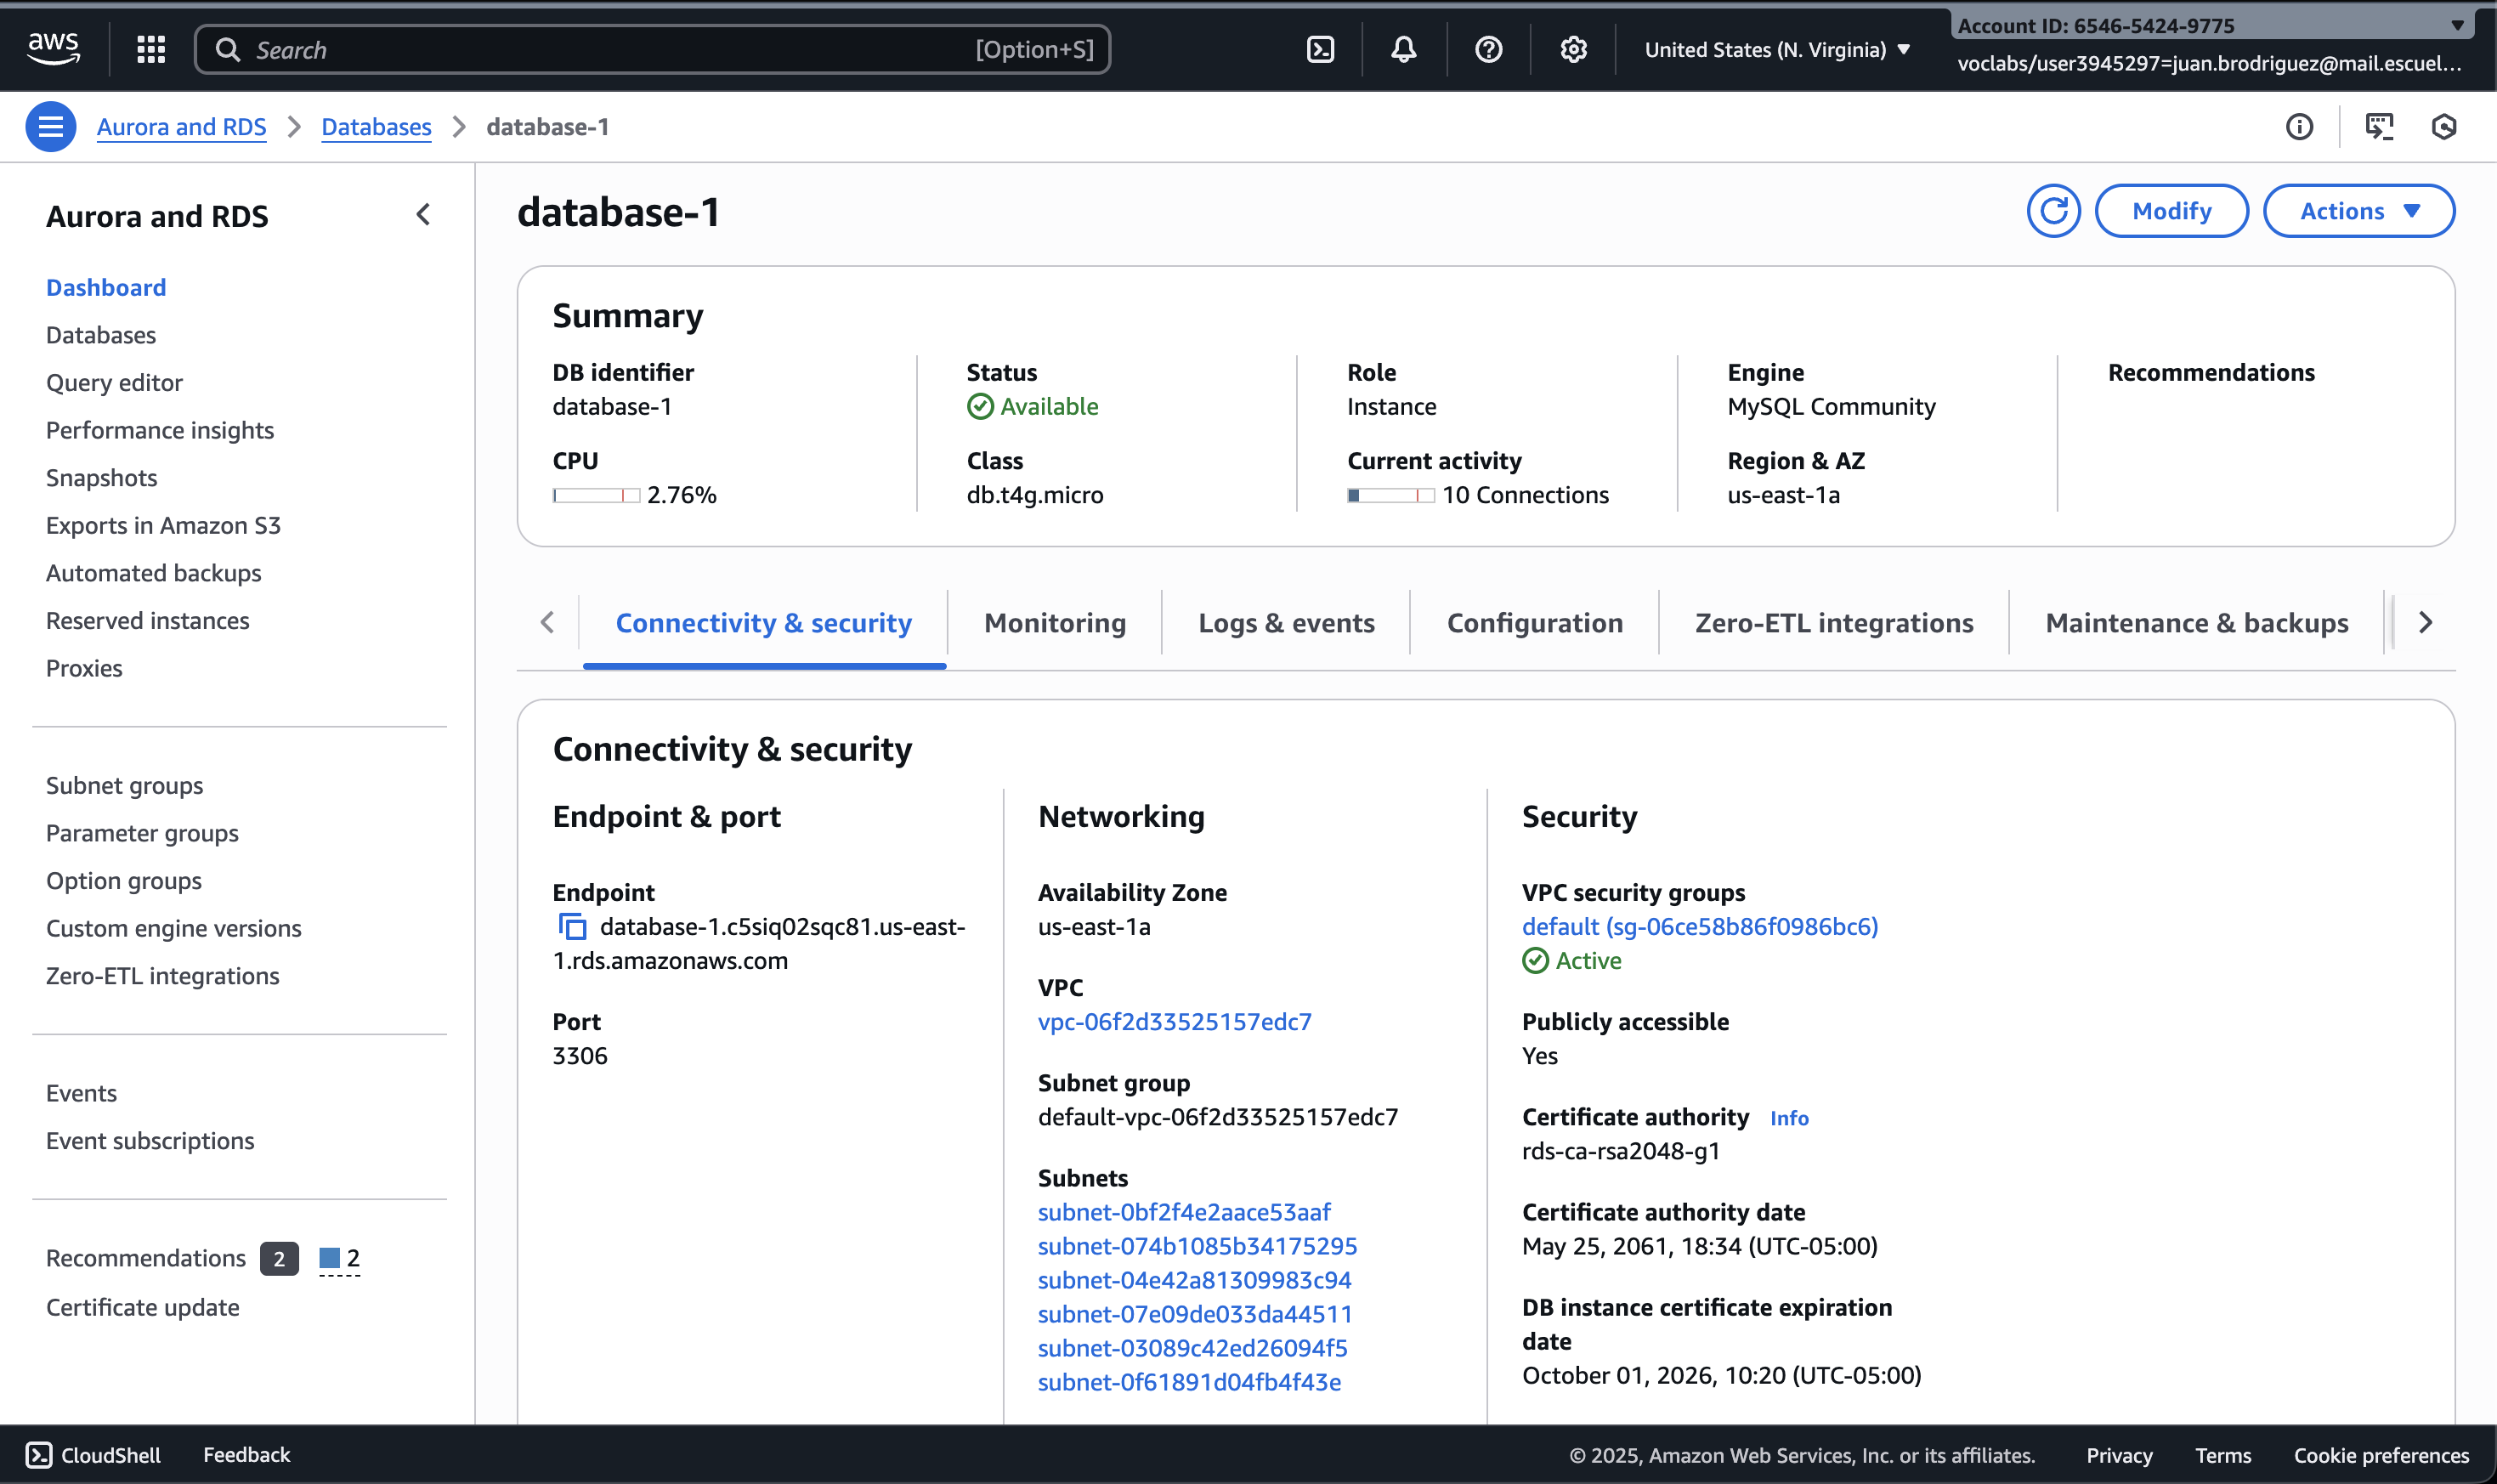 aws
Search [Option+S]
United States (N. Virginia)
Account ID: 6546-5424-9775
voclabs/user3945297=juan.brodriguez@mail.escuel...
Aurora and RDS
Databases
database-1
Aurora and RDS
Dashboard
Databases
Query editor
Performance insights
Snapshots
Exports in Amazon S3
Automated backups
Reserved instances
Proxies
Subnet groups
Parameter groups
Option groups
Custom engine versions
Zero-ETL integrations
Events
Event subscriptions
Recommendations 2 2
Certificate update
database-1
Modify
Actions
Summary
DB identifier
database-1
CPU
2.76%
Status
Available
Class
db.t4g.micro
Role
Instance
Current activity
10 Connections
Engine
MySQL Community
Region & AZ
us-east-1a
Recommendations
Connectivity & security
Monitoring
Logs & events
Configuration
Zero-ETL integrations
Maintenance & backups
Connectivity & security
Endpoint & port
Endpoint
database-1.c5siq02sqc81.us-east-
1.rds.amazonaws.com
Port
3306
Networking
Availability Zone
us-east-1a
VPC
vpc-06f2d33525157edc7
Subnet group
default-vpc-06f2d33525157edc7
Subnets
subnet-0bf2f4e2aace53aaf
subnet-074b1085b34175295
subnet-04e42a81309983c94
subnet-07e09de033da44511
subnet-03089c42ed26094f5
subnet-0f61891d04fb4f43e
Security
VPC security groups
default (sg-06ce58b86f0986bc6)
Active
Publicly accessible
Yes
Certificate authority Info
rds-ca-rsa2048-g1
Certificate authority date
May 25, 2061, 18:34 (UTC-05:00)
DB instance certificate expiration
date
October 01, 2026, 10:20 (UTC-05:00)
CloudShell
Feedback
© 2025, Amazon Web Services, Inc. or its affiliates.
Privacy
Terms
Cookie preferences